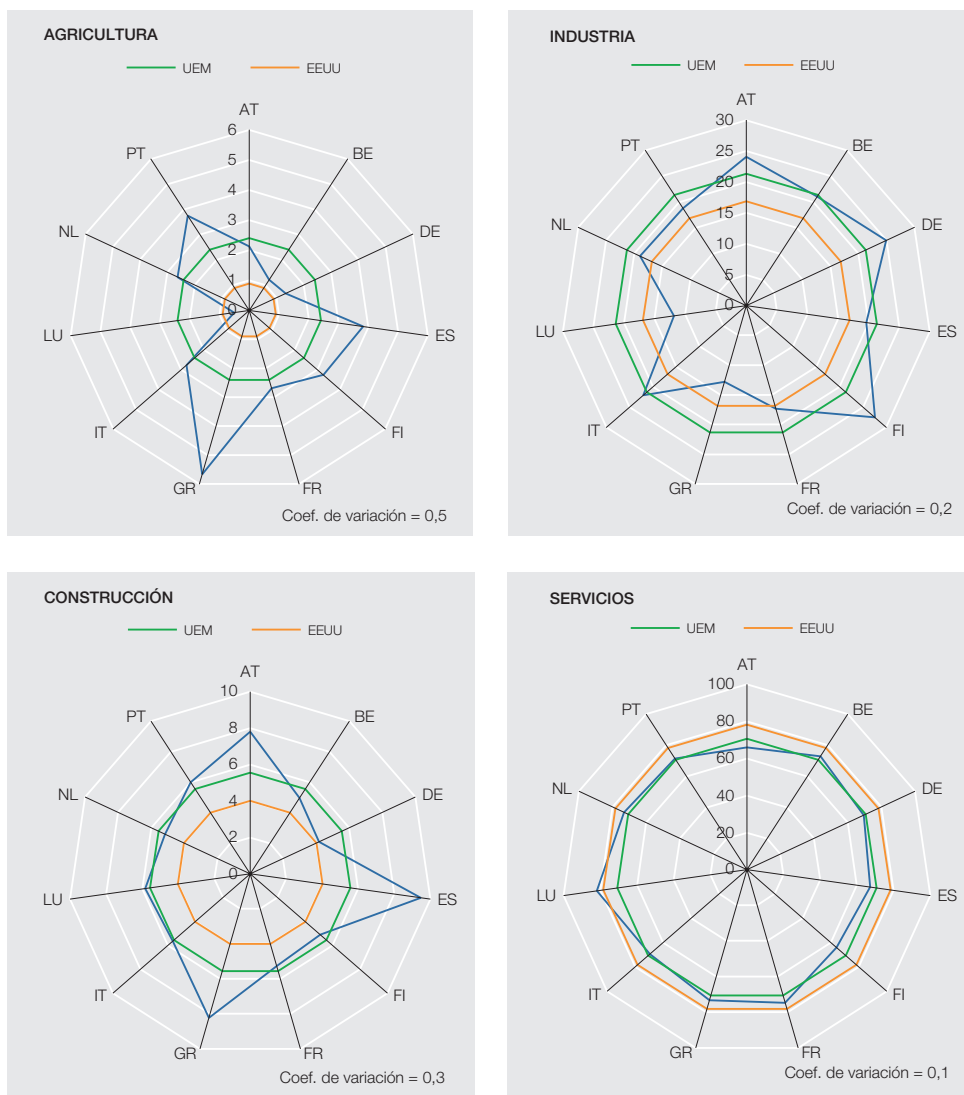 AGRICULTURA
UEM EEUU
AT
6
PT BE
5
4
3
NL DE
2
1
0
LU ES
IT FI
GR FR
Coef. de variación = 0,5
INDUSTRIA
UEM EEUU
AT
30
PT BE
25
20
15
NL DE
10
5
0
LU ES
IT FI
GR FR
Coef. de variación = 0,2
CONSTRUCCIÓN
UEM EEUU
AT
10
PT BE
8
6
4
NL DE
2
0
LU ES
IT FI
GR FR
Coef. de variación = 0,3
SERVICIOS
UEM EEUU
AT
100
PT BE
80
60
NL DE
40
20
0
LU ES
IT FI
GR FR
Coef. de variación = 0,1